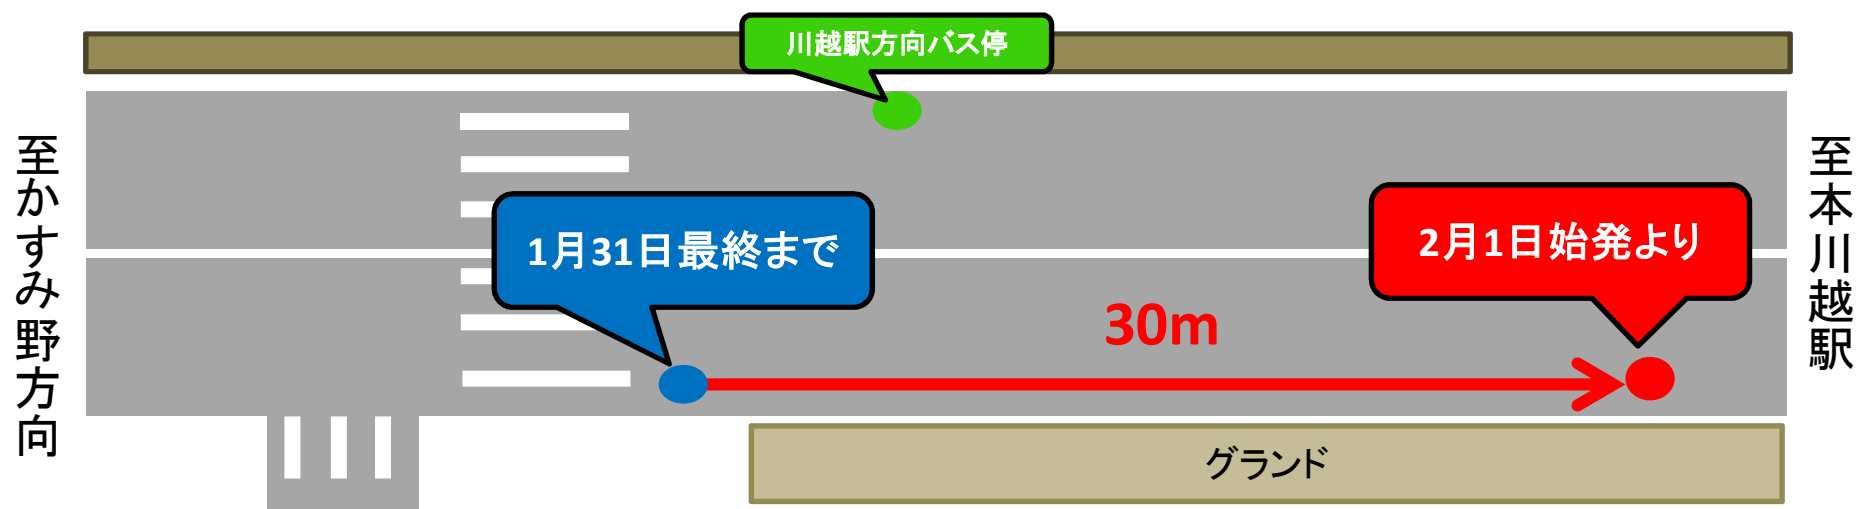 川越駅方向バス停
至かすみ野方向
1月31日最終まで
2月1日始発より
至本川越駅
30m
グランド